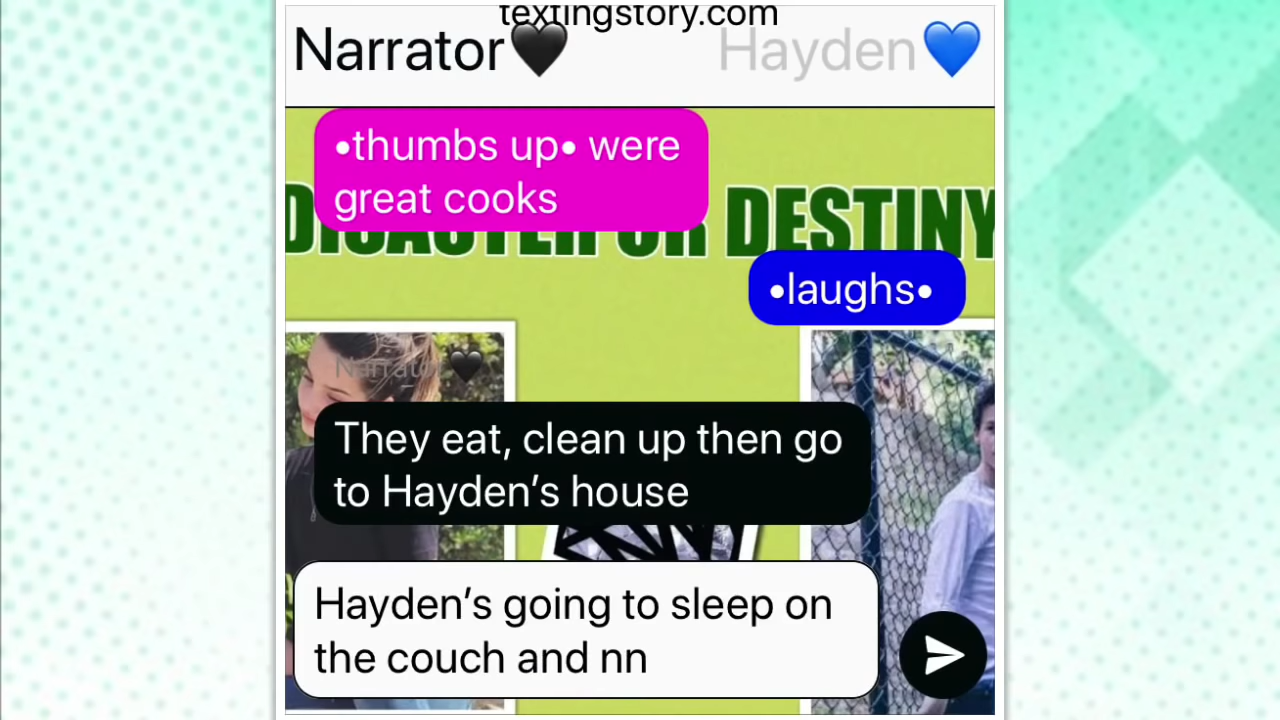 textingstory.com
Narrator🖤 Hayden💙
•thumbs up• were
great cooks
DISASTER OR DESTINY
•laughs•
Narrator🖤
They eat, clean up then go
to Hayden’s house
Hayden’s going to sleep on
the couch and nn